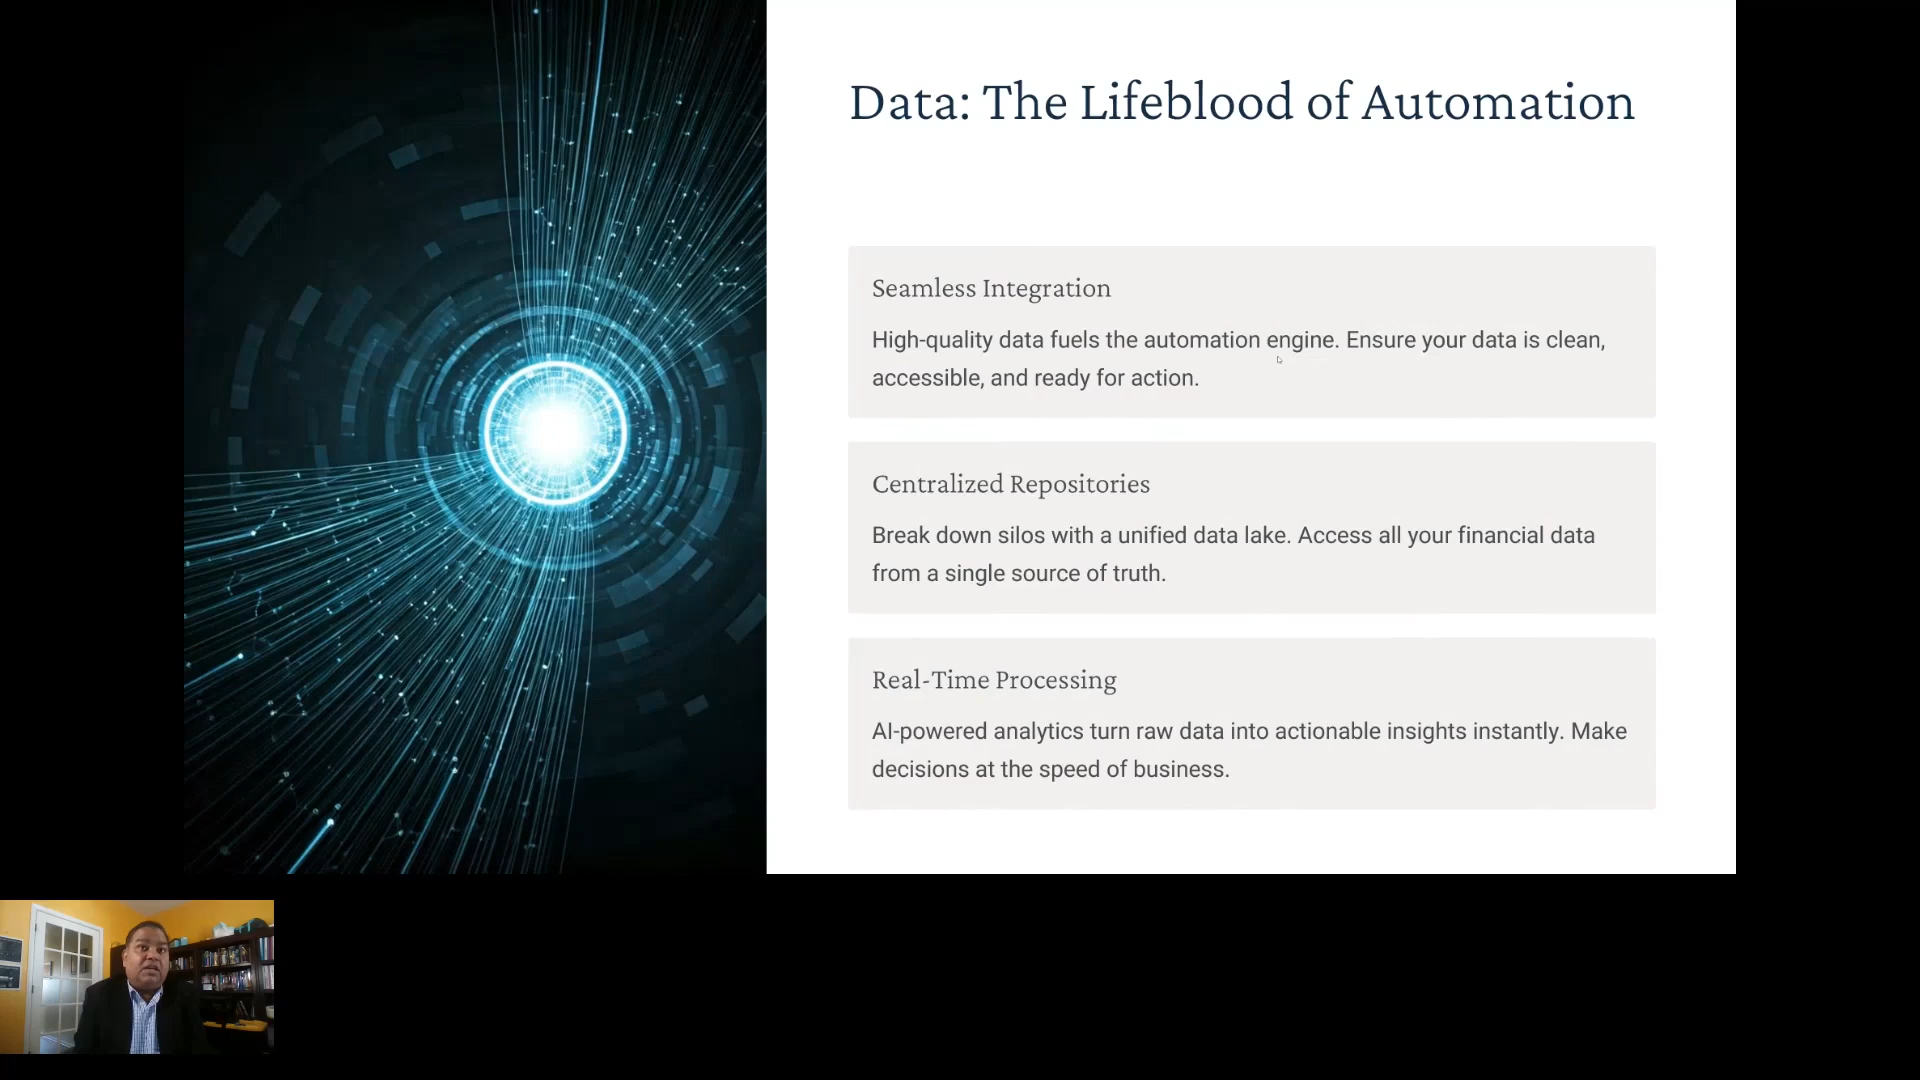 Data: The Lifeblood of Automation
Seamless Integration
High-quality data fuels the automation engine. Ensure your data is clean,
accessible, and ready for action.
Centralized Repositories
Break down silos with a unified data lake. Access all your financial data
from a single source of truth.
Real-Time Processing
AI-powered analytics turn raw data into actionable insights instantly. Make
decisions at the speed of business.